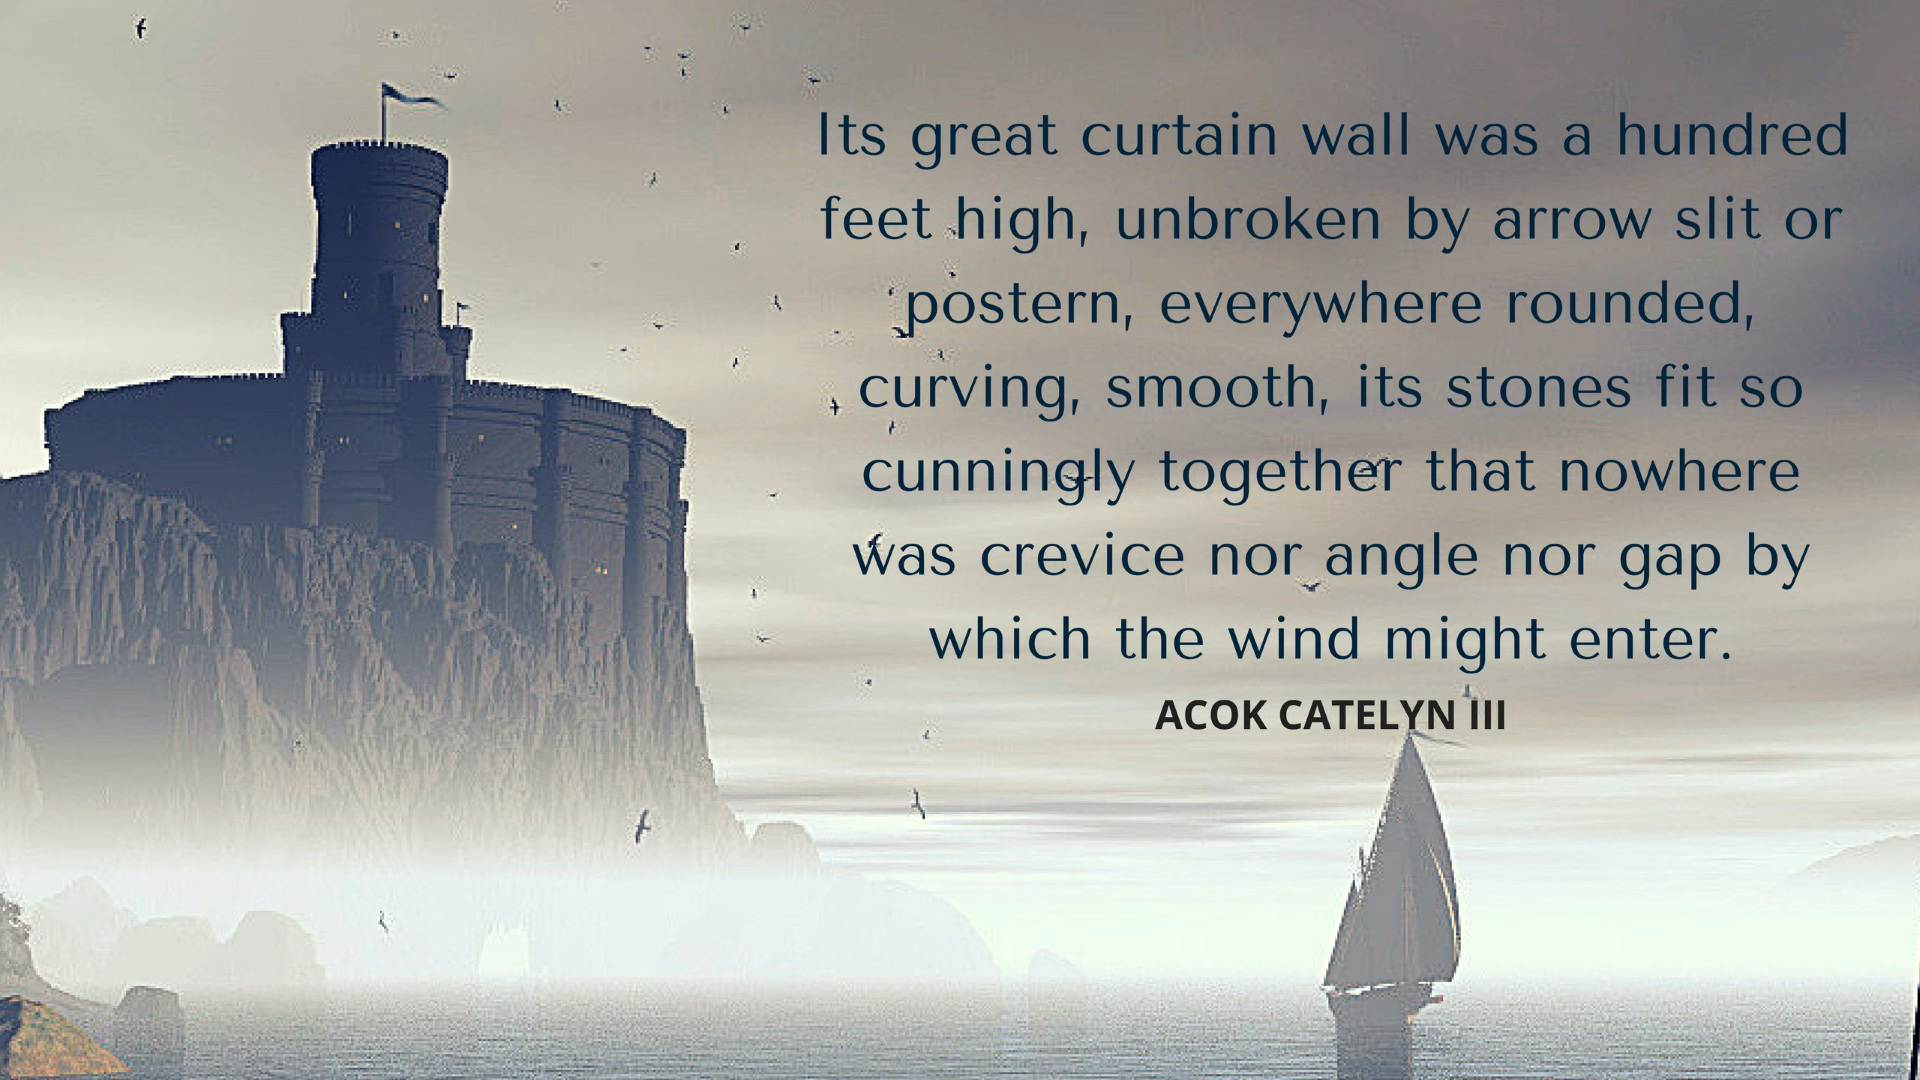 Its great curtain wall was a hundred
feet high, unbroken by arrow slit or
postern, everywhere rounded,
curving, smooth, its stones fit so
cunningly together that nowhere
was crevice nor angle nor gap by
which the wind might enter.
ACOK CATELYN III